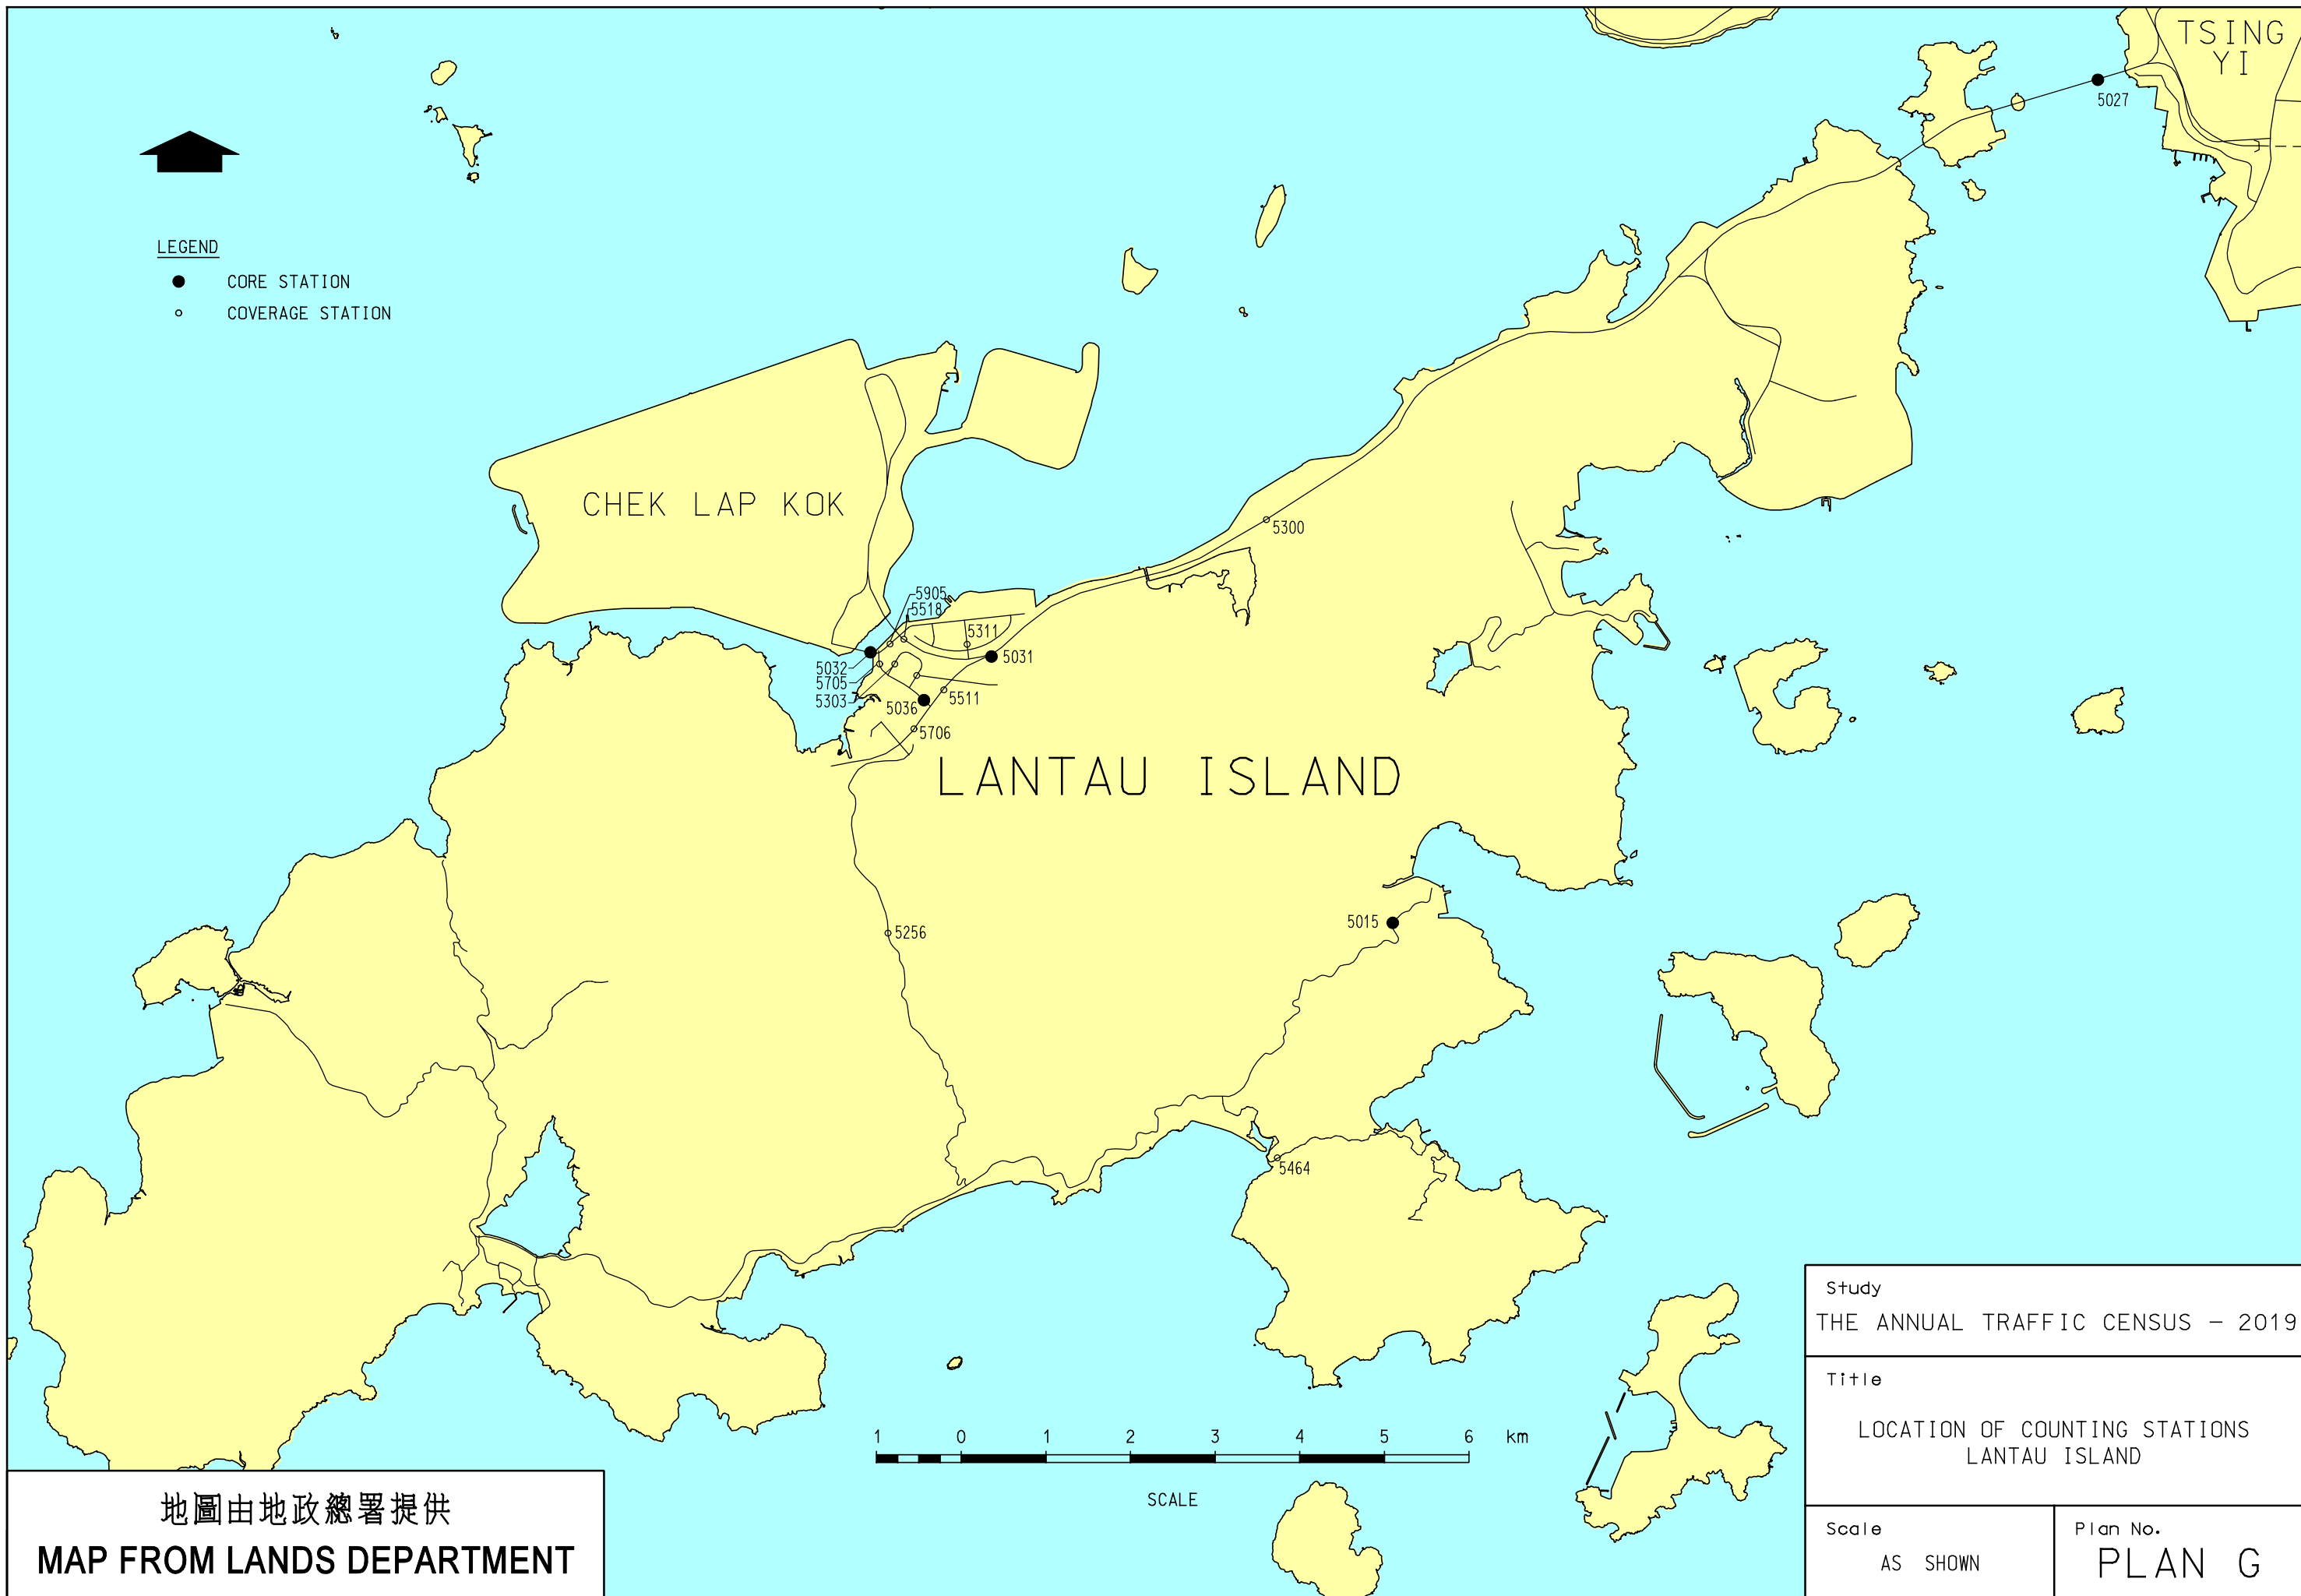 TSING
YI
5027
LEGEND
CORE STATION
COVERAGE STATION
CHEK LAP KOK
5300
5905
5518
5311
5031
5032
5705
5303
5036
5511
5706
LANTAU ISLAND
5256
5015
5464
1 0 1 2 3 4 5 6 km
SCALE
Study
THE ANNUAL TRAFFIC CENSUS - 2019
Title
LOCATION OF COUNTING STATIONS
LANTAU ISLAND
Scale
AS SHOWN
Plan No.
PLAN G
地圖由地政總署提供
MAP FROM LANDS DEPARTMENT